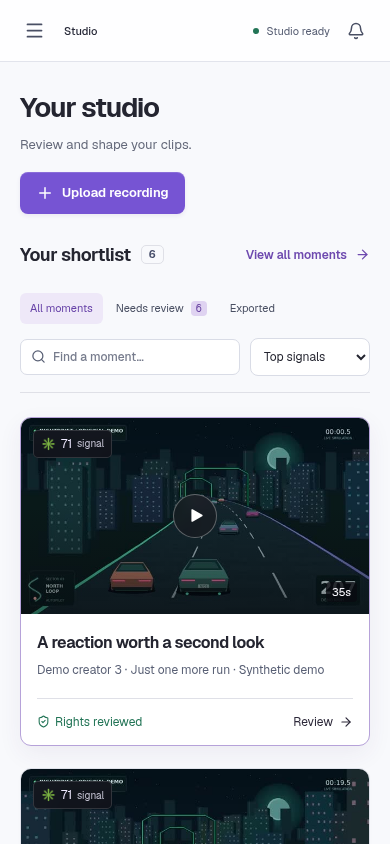 Studio
Studio ready
Your studio
Review and shape your clips.
Upload recording
Your shortlist 6
View all moments
All moments
Needs review 6
Exported
Find a moment...
Top signals
71 signal
00:00.5
NORTH
LOOP
35s
A reaction worth a second look
Demo creator 3 · Just one more run · Synthetic demo
Rights reviewed
Review
71 signal
00:19.5